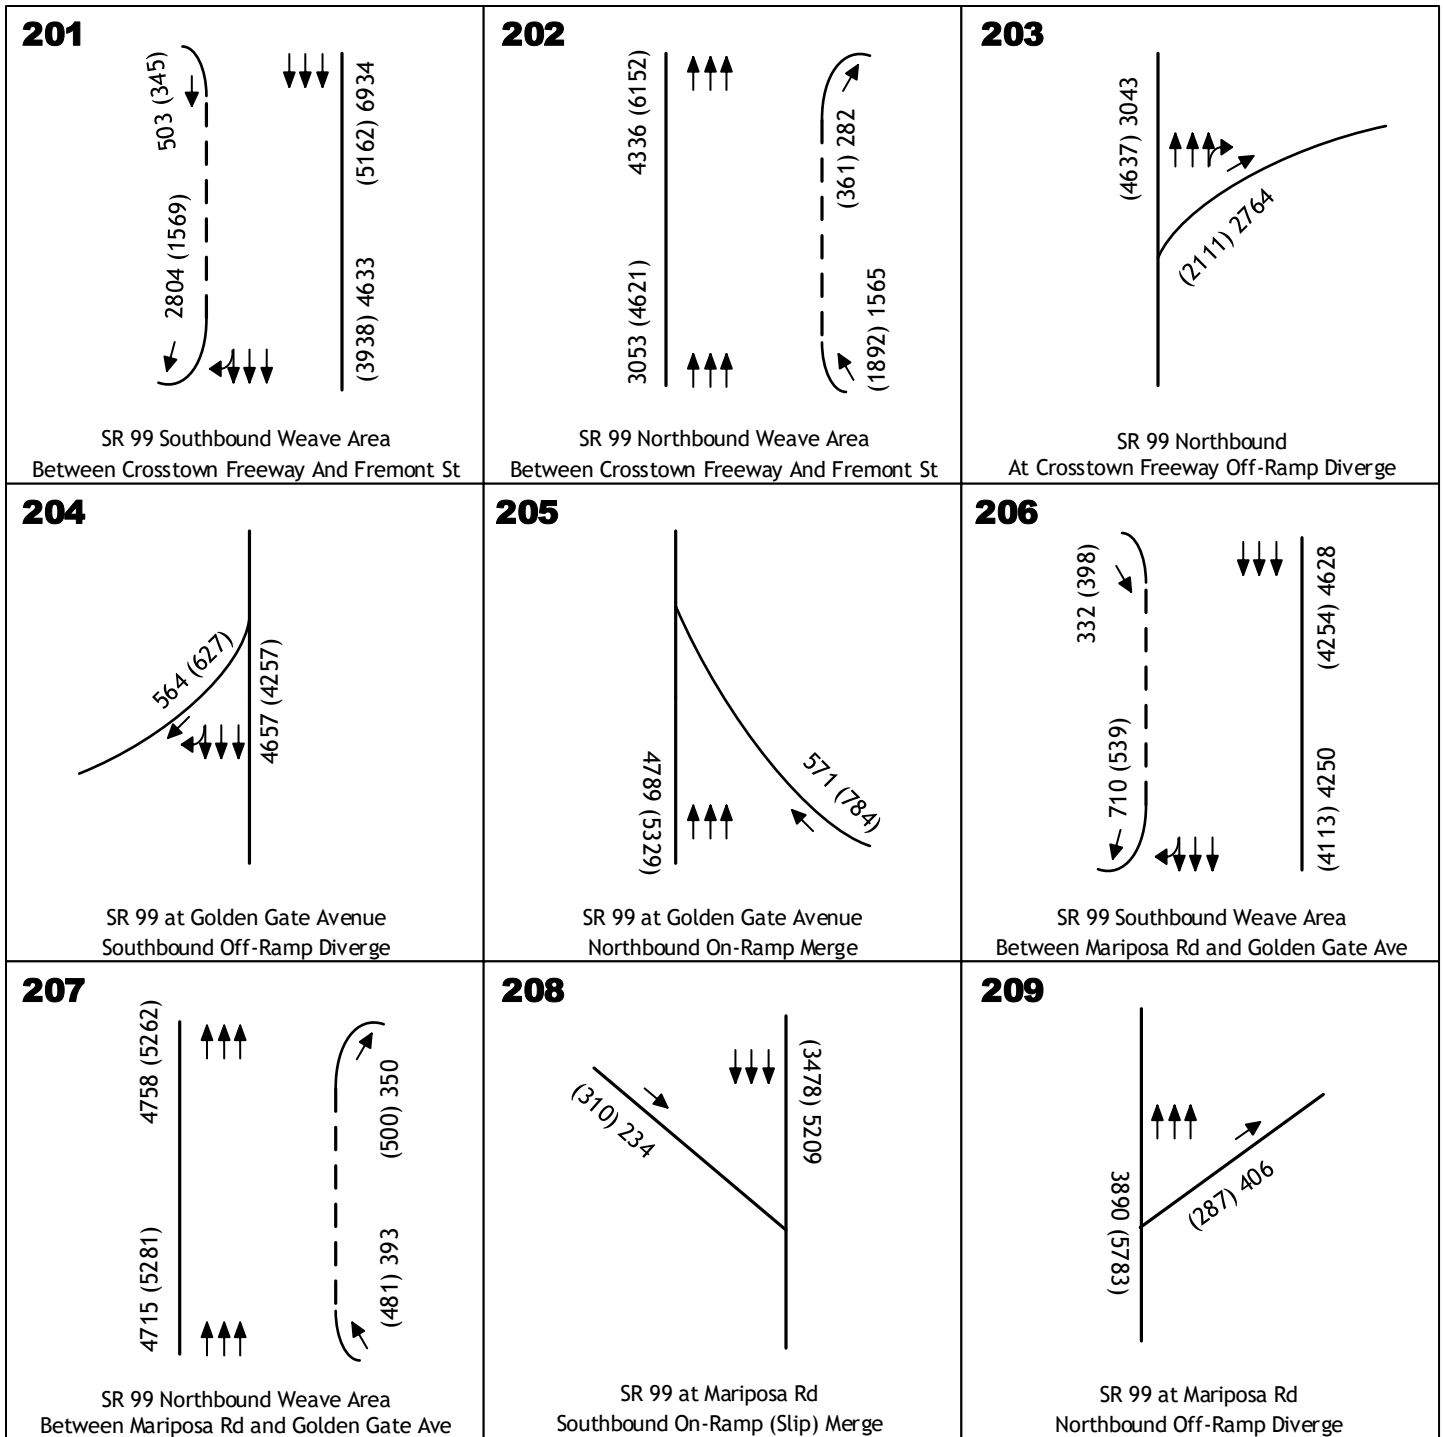 201
503 (345)
(5162) 6934
2804 (1569)
(3938) 4633
SR 99 Southbound Weave Area
Between Crosstown Freeway And Fremont St
202
4336 (6152)
(361) 282
3053 (4621)
(1892) 1565
SR 99 Northbound Weave Area
Between Crosstown Freeway And Fremont St
203
(4637) 3043
(2111) 2764
SR 99 Northbound
At Crosstown Freeway Off-Ramp Diverge
204
564 (627)
4657 (4257)
SR 99 at Golden Gate Avenue
Southbound Off-Ramp Diverge
205
4789 (5329)
571 (784)
SR 99 at Golden Gate Avenue
Northbound On-Ramp Merge
206
332 (398)
(4254) 4628
710 (539)
(4113) 4250
SR 99 Southbound Weave Area
Between Mariposa Rd and Golden Gate Ave
207
4758 (5262)
(500) 350
4715 (5281)
(481) 393
SR 99 Northbound Weave Area
Between Mariposa Rd and Golden Gate Ave
208
(310) 234
(3478) 5209
SR 99 at Mariposa Rd
Southbound On-Ramp (Slip) Merge
209
3890 (5783)
(287) 406
SR 99 at Mariposa Rd
Northbound Off-Ramp Diverge